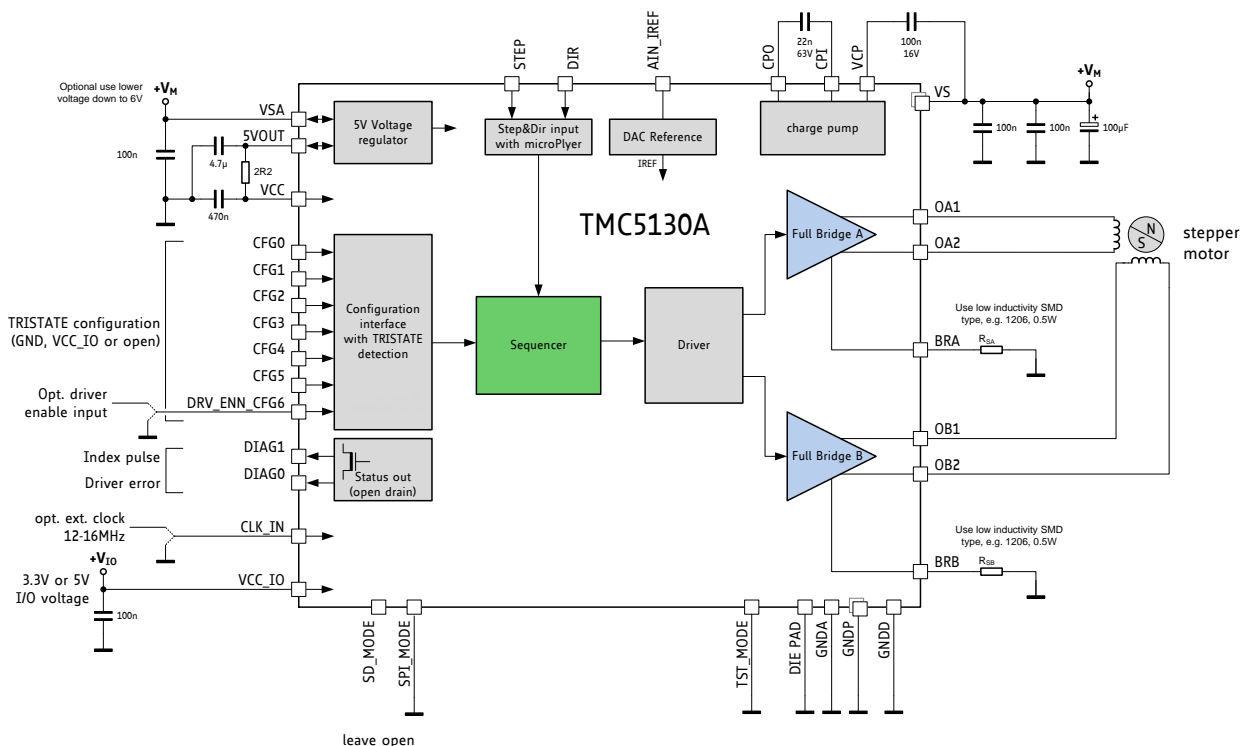 STEP
DIR
AIN_IREF
CPO
22n
63V
CPI
VCP
100n
16V
Optional use lower
voltage down to 6V
+VM
VSA
5VOUT
100n
4.7µ
2R2
VCC
470n
5V Voltage
regulator
Step&Dir input
with microPlyer
DAC Reference
IREF
charge pump
VS
+VM
100n
100n
100µF
+
TMC5130A
TRISTATE configuration
(GND, VCC_IO or open)
CFG0
CFG1
CFG2
CFG3
CFG4
CFG5
DRV_ENN_CFG6
Opt. driver
enable input
Configuration
interface
with TRISTATE
detection
Sequencer
Driver
Full Bridge A
Full Bridge B
OA1
OA2
N
S
stepper
motor
Use low inductivity SMD
type, e.g. 1206, 0.5W
BRA
RSA
OB1
OB2
Use low inductivity SMD
type, e.g. 1206, 0.5W
BRB
RSB
Index pulse
Driver error
DIAG1
DIAG0
Status out
(open drain)
opt. ext. clock
12-16MHz
CLK_IN
+VIO
3.3V or 5V
I/O voltage
VCC_IO
100n
SD_MODE
SPI_MODE
TST_MODE
DIE PAD
GNDA
GNDP
GNDD
leave open